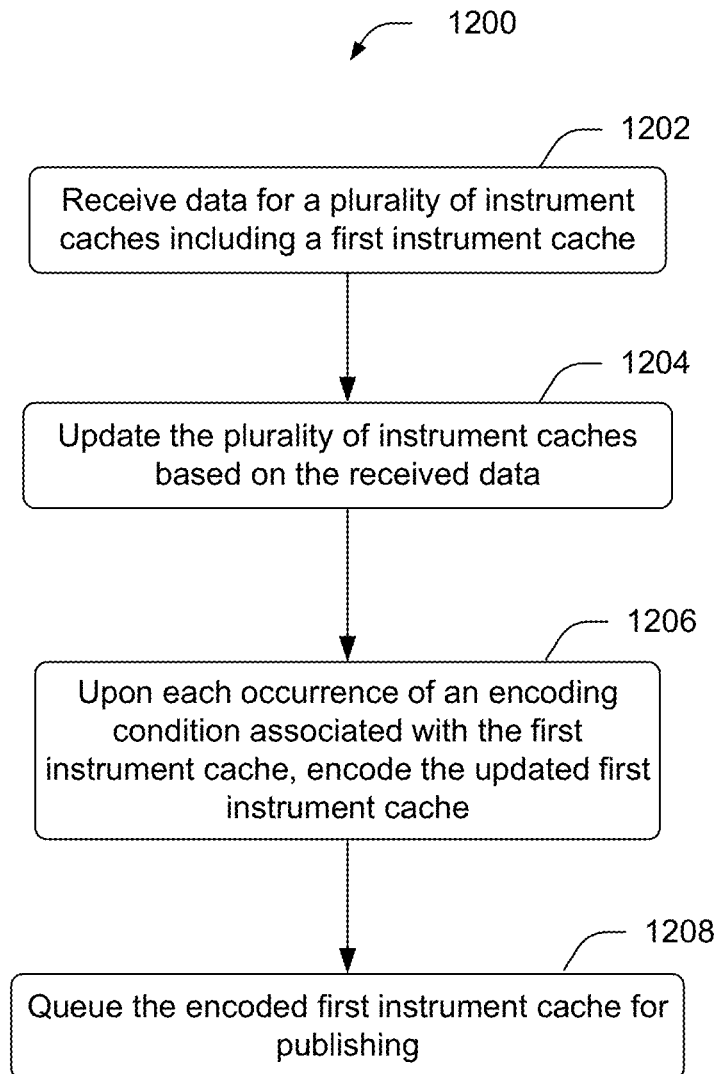 1200
1202
Receive data for a plurality of instrument
caches including a first instrument cache
1204
Update the plurality of instrument caches
based on the received data
1206
Upon each occurrence of an encoding
condition associated with the first
instrument cache, encode the updated first
instrument cache
1208
Queue the encoded first instrument cache for
publishing